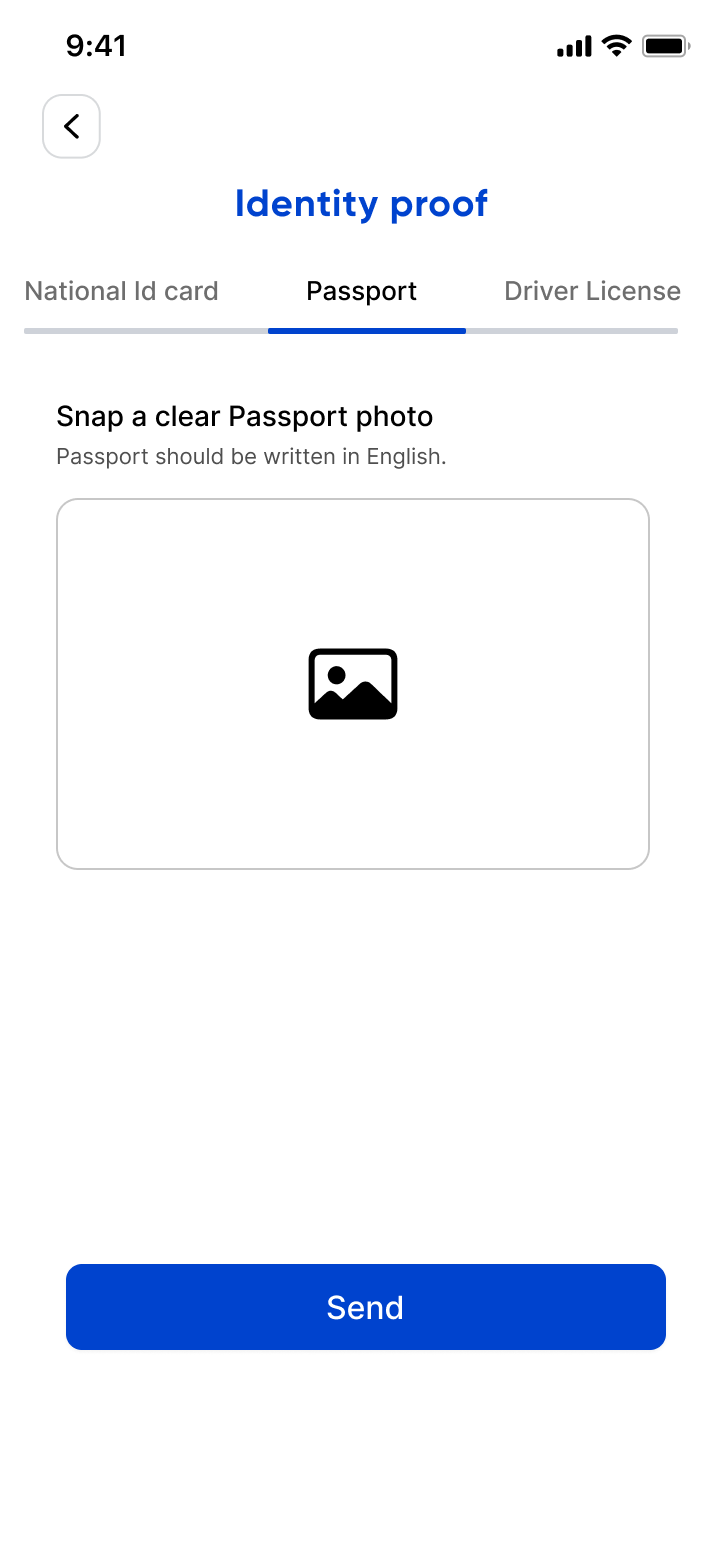 9:41
Identity proof
National Id card Passport Driver License
Snap a clear Passport photo
Passport should be written in English.
Send